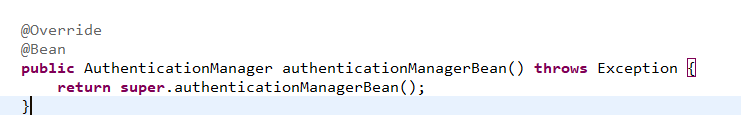 @Override
@Bean
public AuthenticationManager authenticationManagerBean() throws Exception {
return super.authenticationManagerBean();
}